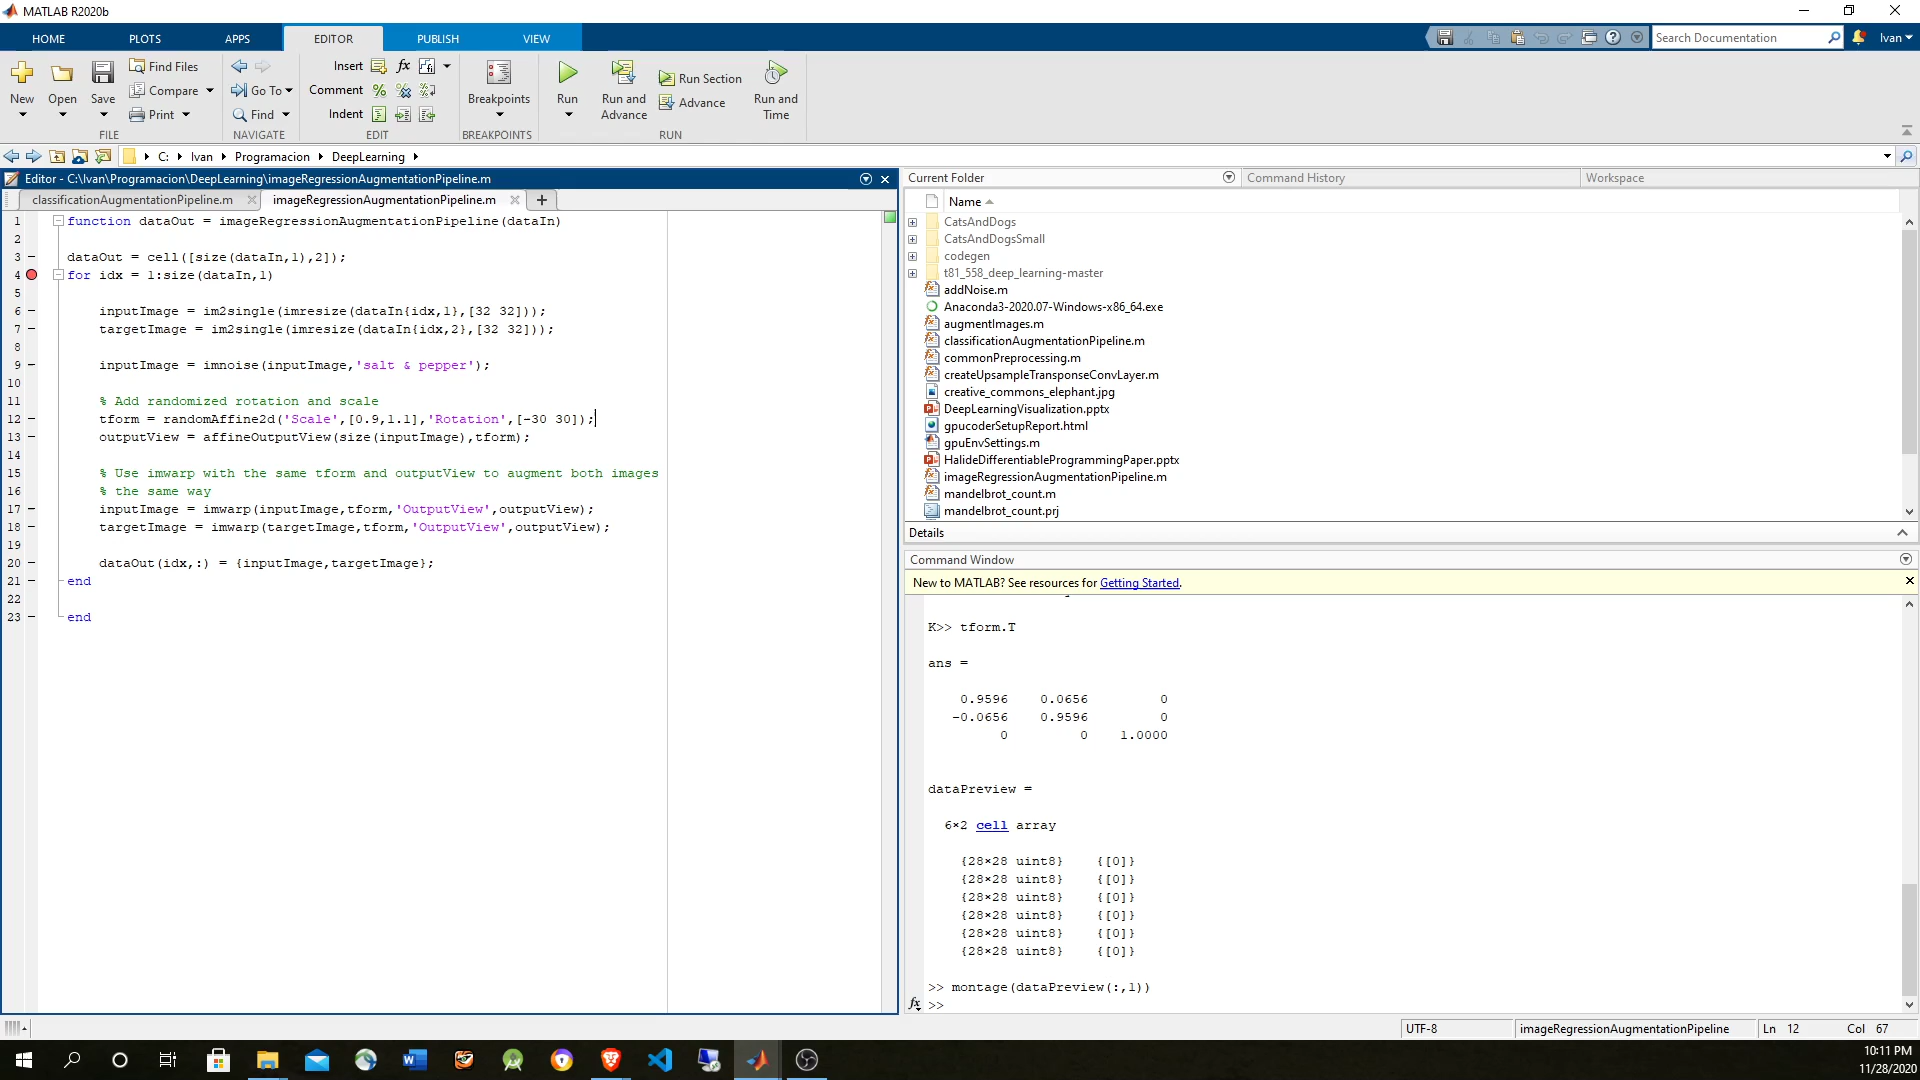 MATLAB R2020b
HOME PLOTS APPS EDITOR PUBLISH VIEW
Search Documentation
Ivan
New
Open
Save
Find Files
Compare
Print
FILE
Go To
Find
NAVIGATE
Insert
Comment
Indent
EDIT
Breakpoints
BREAKPOINTS
Run
Run and
Advance
Run Section
Advance
Run and
Time
RUN
C: Ivan Programacion DeepLearning
Editor - C:\Ivan\Programacion\DeepLearning\imageRegressionAugmentationPipeline.m
classificationAugmentationPipeline.m imageRegressionAugmentationPipeline.m
1 function dataOut = imageRegressionAugmentationPipeline(dataIn)
2
3 dataOut = cell([size(dataIn,1),2]);
4 for idx = 1:size(dataIn,1)
5
6 inputImage = im2single(imresize(dataIn{idx,1},[32 32]));
7 targetImage = im2single(imresize(dataIn{idx,2},[32 32]));
8
9 inputImage = imnoise(inputImage,'salt & pepper');
10
11 % Add randomized rotation and scale
12 tform = randomAffine2d('Scale',[0.9,1.1],'Rotation',[-30 30]);
13 outputView = affineOutputView(size(inputImage),tform);
14
15 % Use imwarp with the same tform and outputView to augment both images
16 % the same way
17 inputImage = imwarp(inputImage,tform,'OutputView',outputView);
18 targetImage = imwarp(targetImage,tform,'OutputView',outputView);
19
20 dataOut(idx,:) = {inputImage,targetImage};
21 end
22
23 end
Current Folder
Command History
Workspace
Name
CatsAndDogs
CatsAndDogsSmall
codegen
t81_558_deep_learning-master
addNoise.m
Anaconda3-2020.07-Windows-x86_64.exe
augmentImages.m
classificationAugmentationPipeline.m
commonPreprocessing.m
createUpsampleTransponseConvLayer.m
creative_commons_elephant.jpg
DeepLearningVisualization.pptx
gpucoderSetupReport.html
gpuEnvSettings.m
HalideDifferentiableProgrammingPaper.pptx
imageRegressionAugmentationPipeline.m
mandelbrot_count.m
mandelbrot_count.prj
Details
Command Window
New to MATLAB? See resources for Getting Started.
K>> tform.T
ans =
0.9596 0.0656 0
-0.0656 0.9596 0
0 0 1.0000
dataPreview =
6×2 cell array
{28×28 uint8} {[0]}
{28×28 uint8} {[0]}
{28×28 uint8} {[0]}
{28×28 uint8} {[0]}
{28×28 uint8} {[0]}
{28×28 uint8} {[0]}
>> montage(dataPreview(:,1))
fx >>
UTF-8 imageRegressionAugmentationPipeline Ln 12 Col 67
10:11 PM
11/28/2020